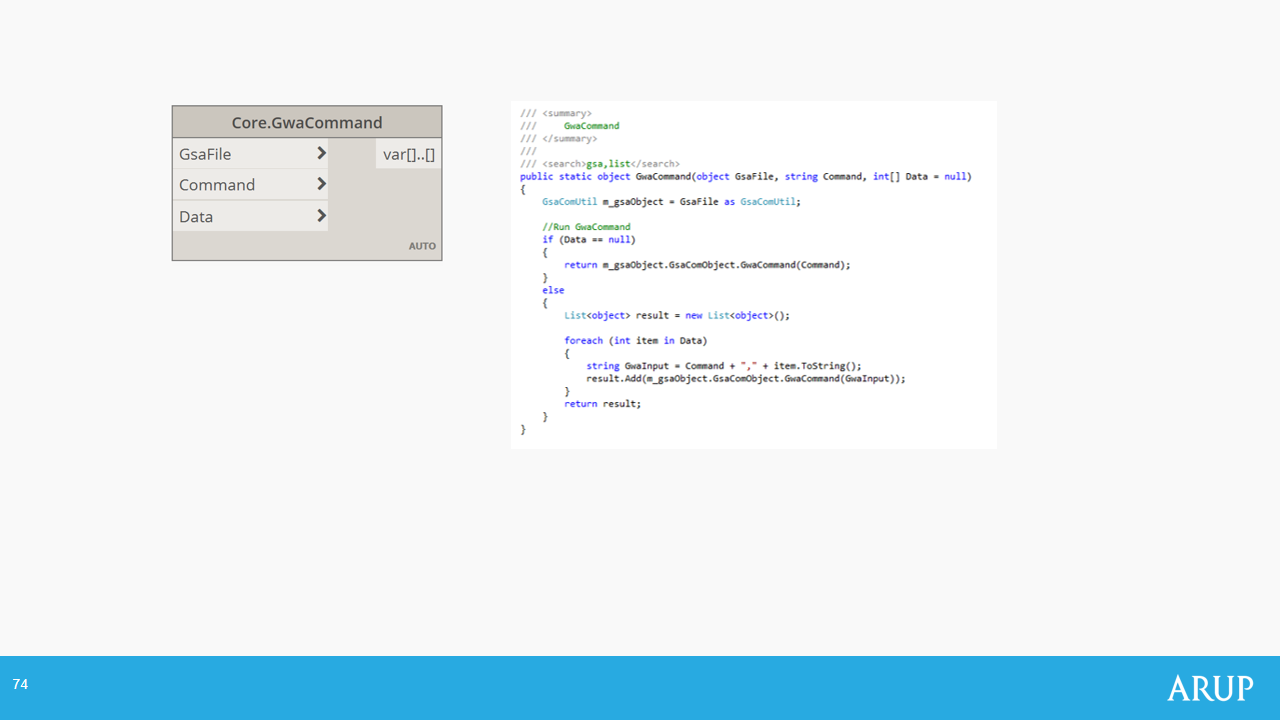 Core.GwaCommand
GsaFile
var[]..[]
Command
Data
AUTO
/// <summary>
/// GwaCommand
/// </summary>
///
/// <search>gsa,list</search>
public static object GwaCommand(object GsaFile, string Command, int[] Data = null)
{
GsaComUtil m_gsaObject = GsaFile as GsaComUtil;
//Run GwaCommand
if (Data == null)
{
return m_gsaObject.GsaComObject.GwaCommand(Command);
}
else
{
List<object> result = new List<object>();
foreach (int item in Data)
{
string GwaInput = Command + "," + item.ToString();
result.Add(m_gsaObject.GsaComObject.GwaCommand(GwaInput));
}
return result;
}
}
74
ARUP